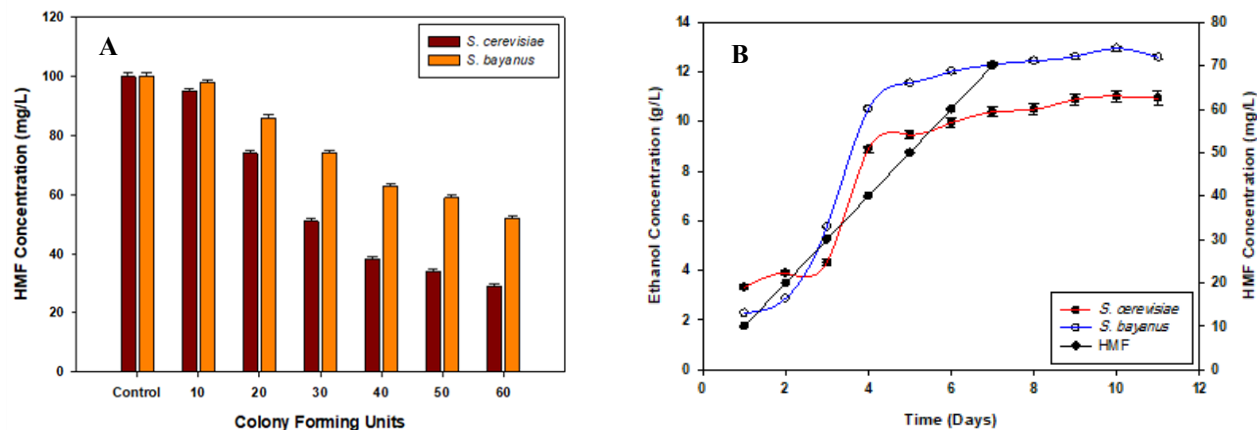 A
HMF Concentration (mg/L)
120
100
80
60
40
20
0
Control 10 20 30 40 50 60
Colony Forming Units
S. cerevisiae
S. bayanus
B
Ethanol Concentration (g/L)
14
12
10
8
6
4
2
0
0 2 4 6 8 10 12
Time (Days)
S. cerevisiae
S. bayanus
HMF
80
70
60
50
40
30
20
10
0
HMF Concentration (mg/L)